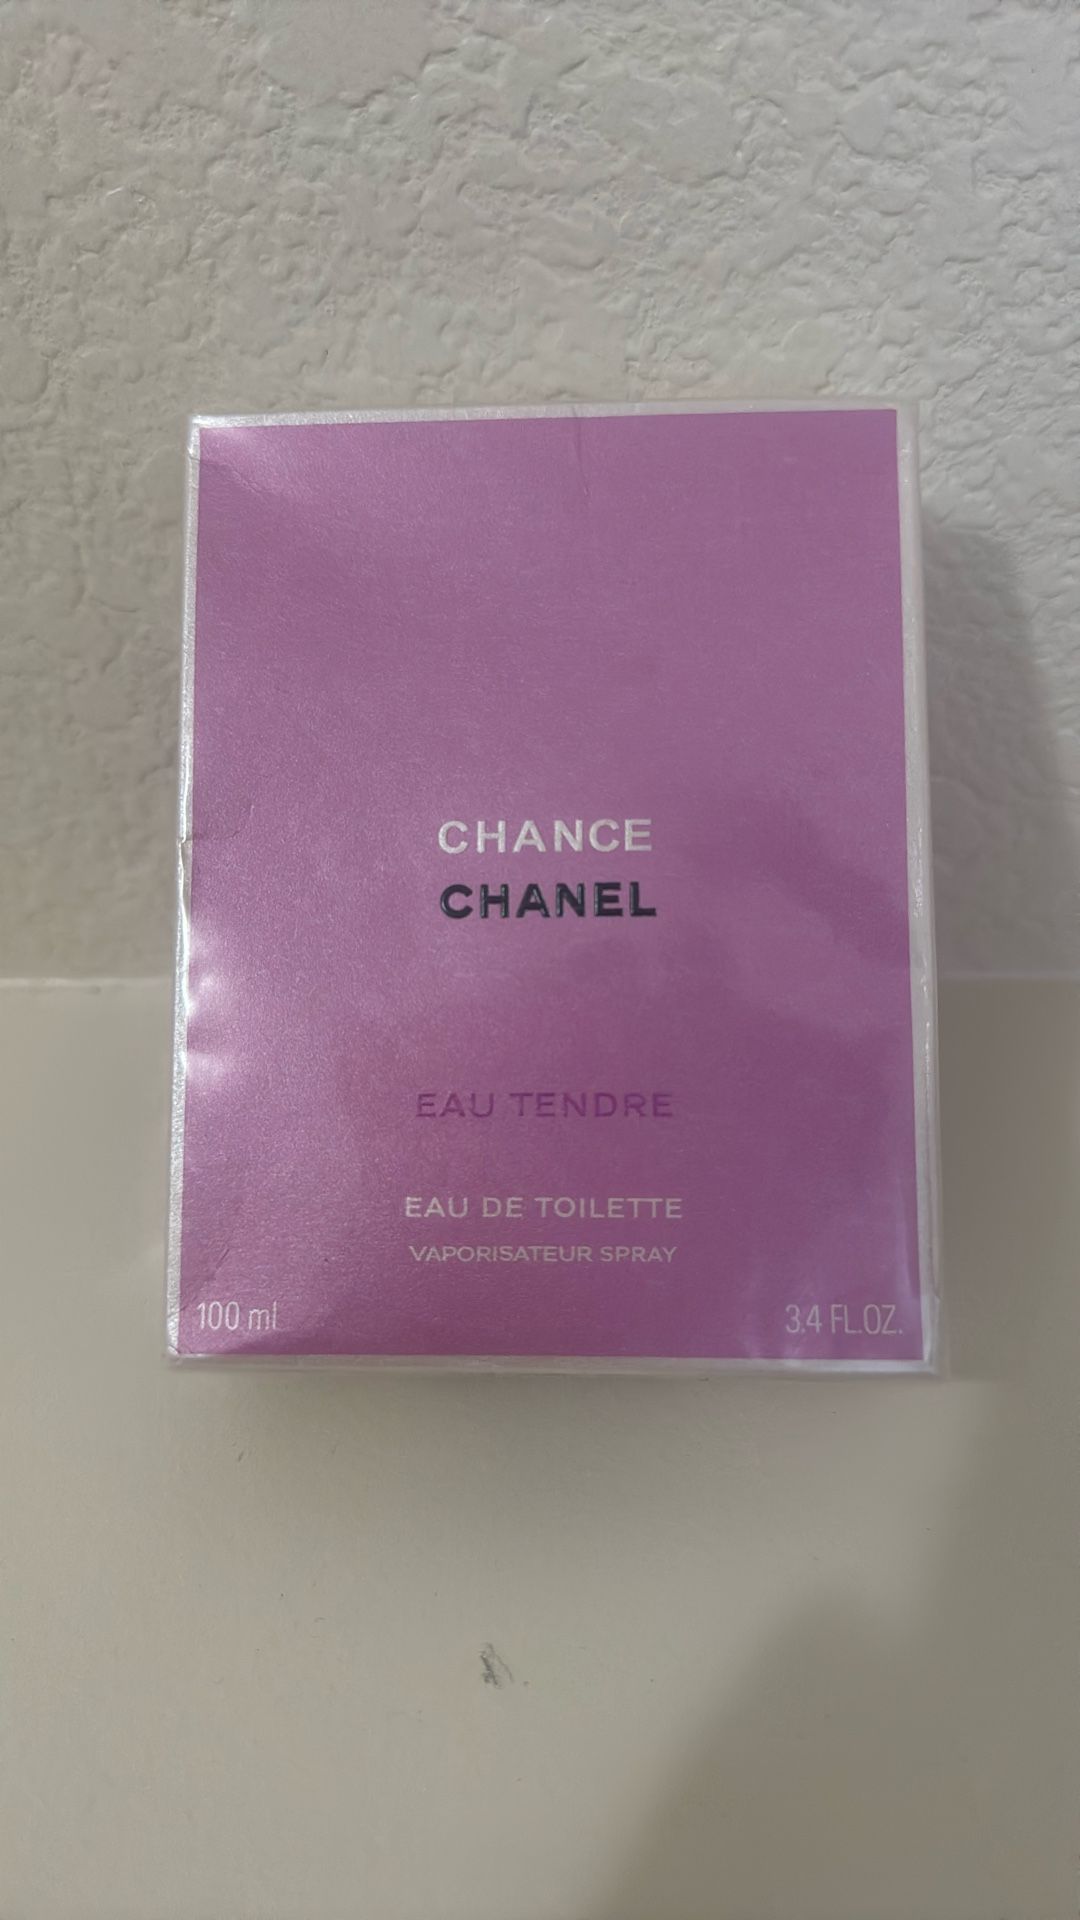 CHANCE
CHANEL
EAU TENDRE
EAU DE TOILETTE
VAPORISATEUR SPRAY
100 ml 3.4 FL.OZ.